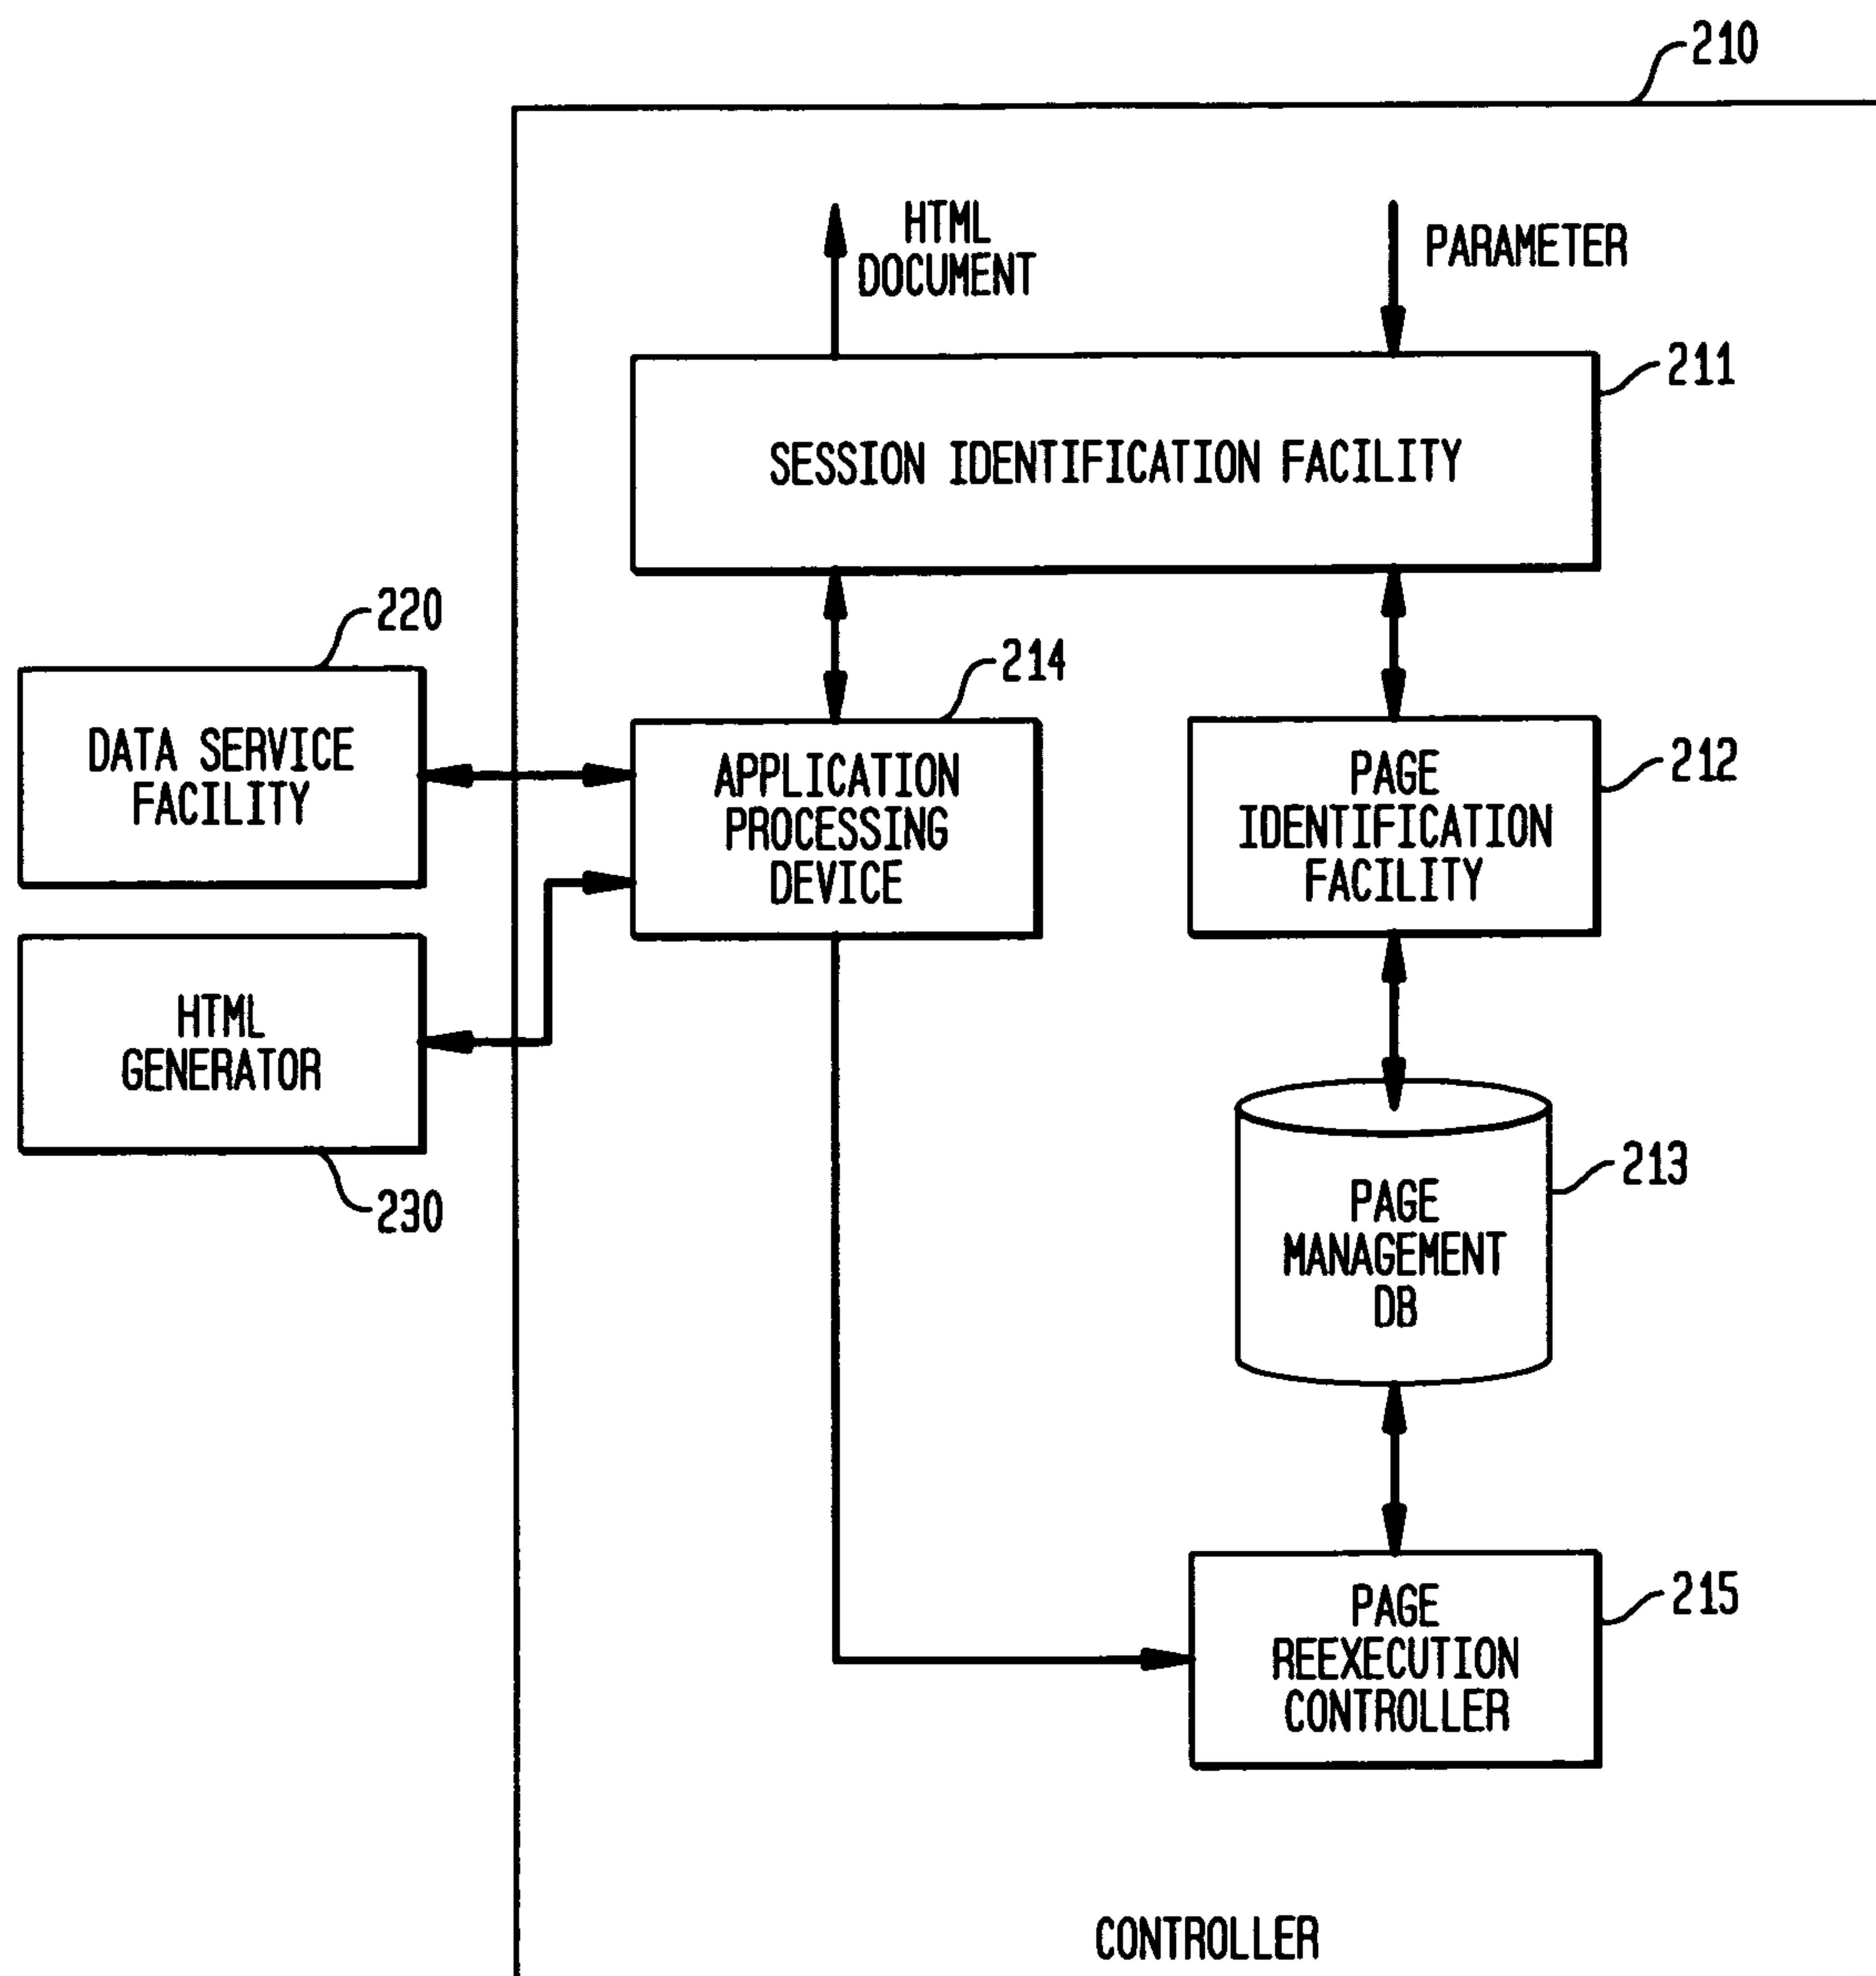 210
HTML
DOCUMENT
PARAMETER
211
SESSION IDENTIFICATION FACILITY
220
DATA SERVICE
FACILITY
214
APPLICATION
PROCESSING
DEVICE
212
PAGE
IDENTIFICATION
FACILITY
HTML
GENERATOR
230
213
PAGE
MANAGEMENT
DB
215
PAGE
REEXECUTION
CONTROLLER
CONTROLLER